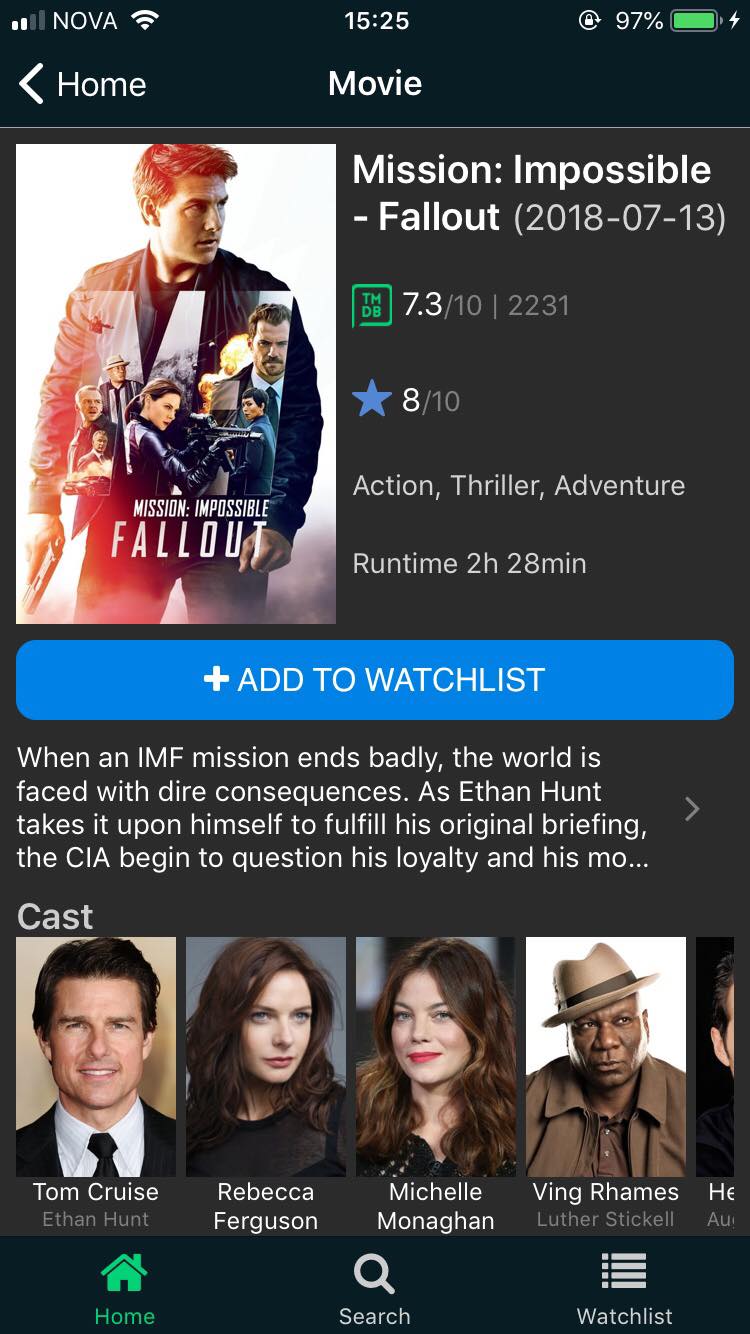 NOVA 15:25 97%
Home Movie
Mission: Impossible
- Fallout (2018-07-13)
TM
DB
7.3/10 | 2231
8/10
Action, Thriller, Adventure
Runtime 2h 28min
MISSION: IMPOSSIBLE
FALLOUT
+ ADD TO WATCHLIST
When an IMF mission ends badly, the world is
faced with dire consequences. As Ethan Hunt
takes it upon himself to fulfill his original briefing,
the CIA begin to question his loyalty and his mo...
Cast
Tom Cruise
Ethan Hunt
Rebecca
Ferguson
Michelle
Monaghan
Ving Rhames
Luther Stickell
He
Au
Home Search Watchlist